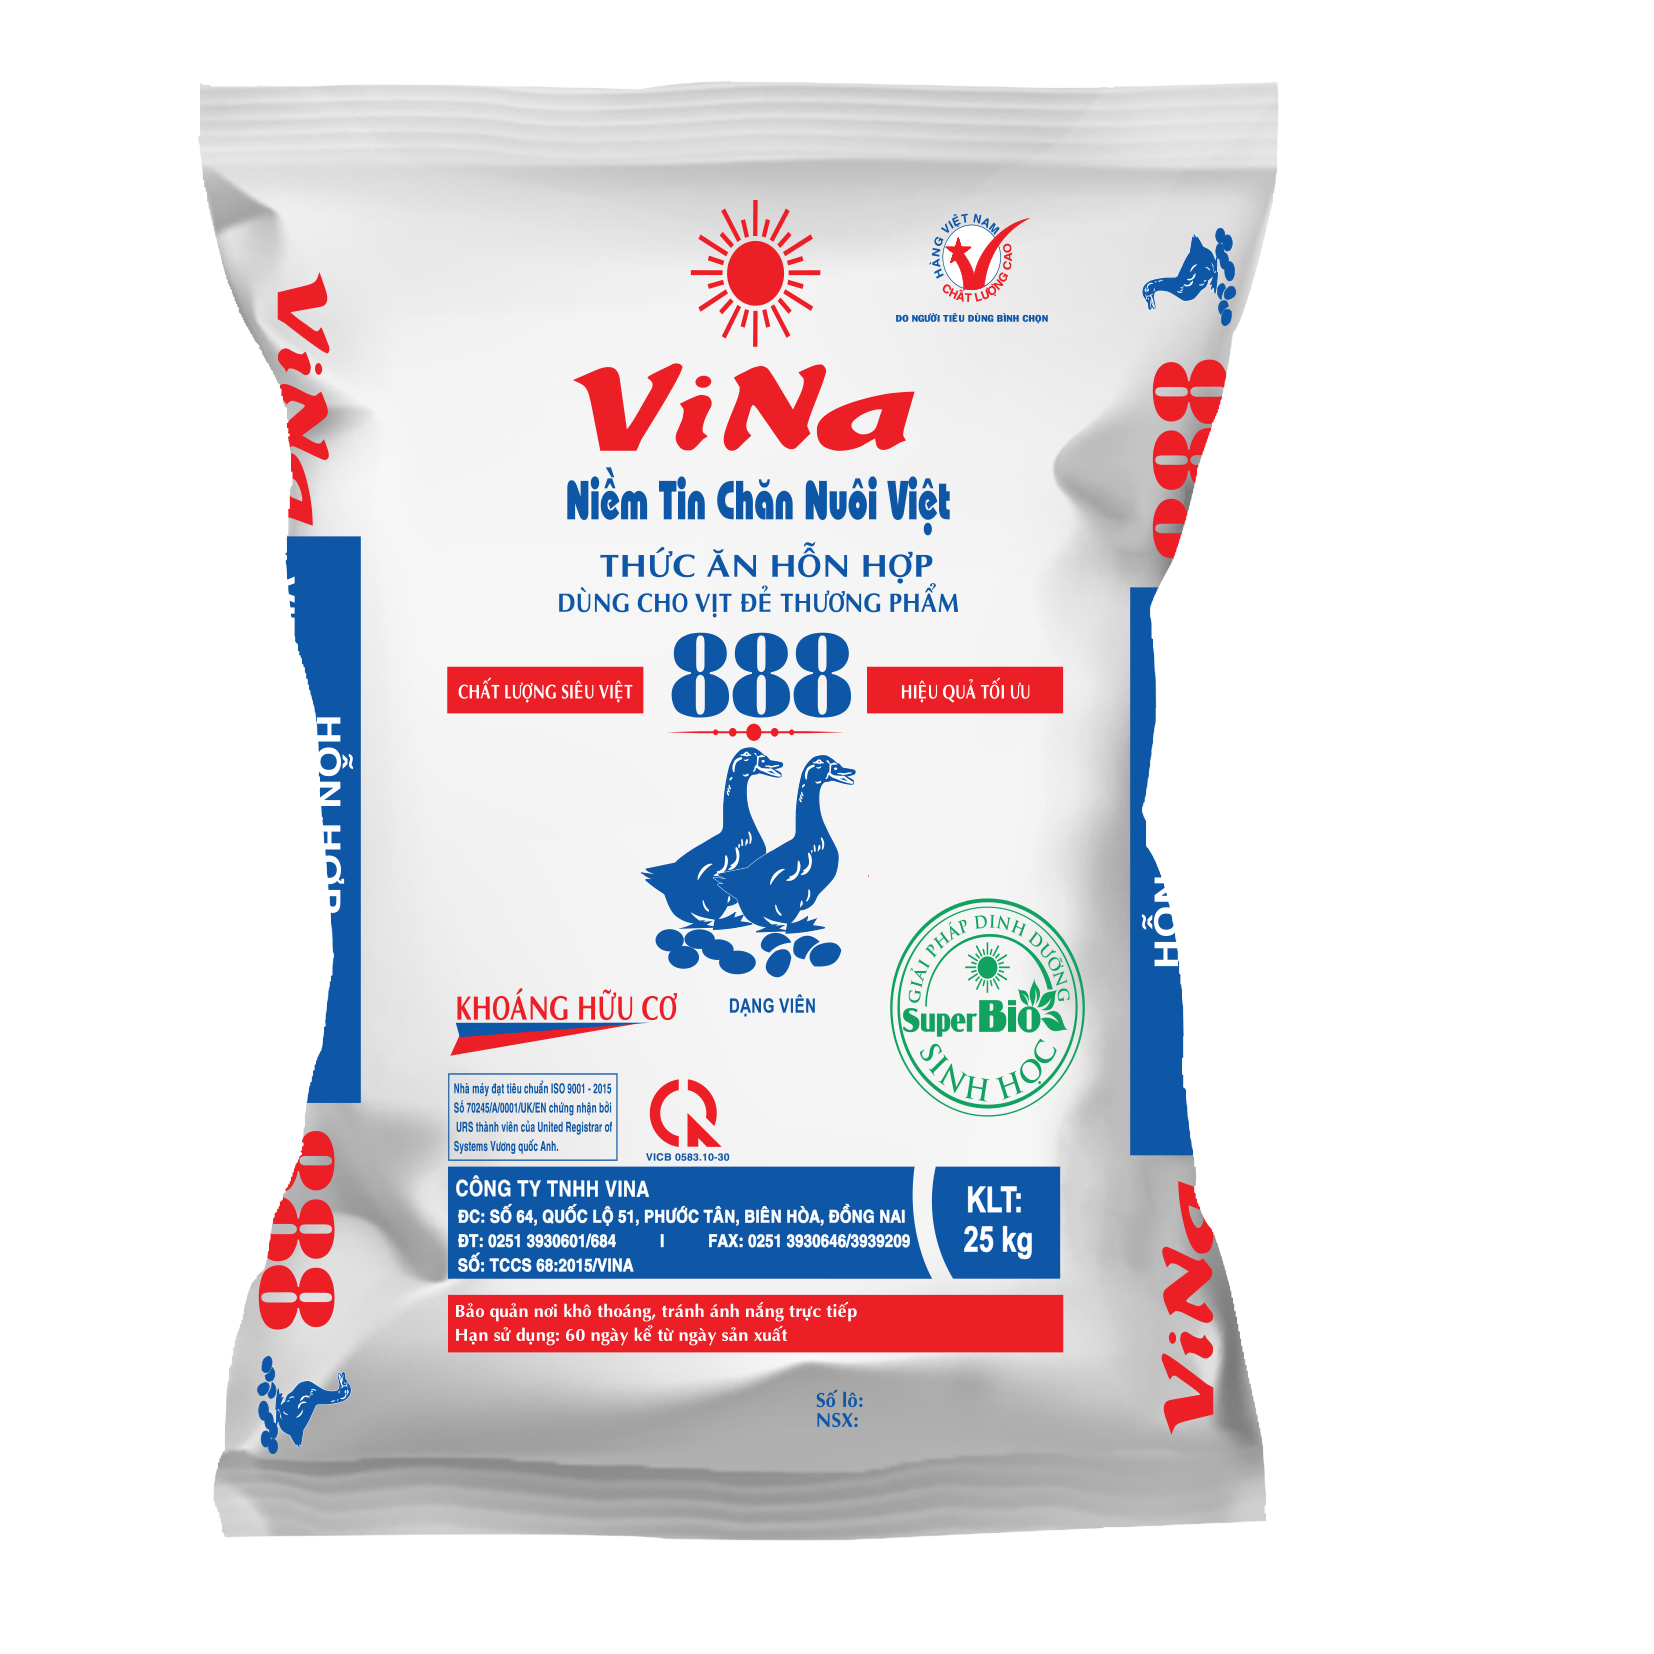 HÀNG VIỆT NAM
CHẤT LƯỢNG CAO
DO NGƯỜI TIÊU DÙNG BÌNH CHỌN
ViNa
Niềm Tin Chăn Nuôi Việt
THỨC ĂN HỖN HỢP
DÙNG CHO VỊT ĐẺ THƯƠNG PHẨM
CHẤT LƯỢNG SIÊU VIỆT
888
HIỆU QUẢ TỐI ƯU
KHOÁNG HỮU CƠ
DẠNG VIÊN
GIẢI PHÁP DINH DƯỠNG
SuperBio
SINH HỌC
Nhà máy đạt tiêu chuẩn ISO 9001 - 2015
Số 70245/A/0001/UK/EN chứng nhận bởi
URS thành viên của United Registrar of
Systems Vương quốc Anh.
VICB 0583.10-30
CÔNG TY TNHH VINA
ĐC: SỐ 64, QUỐC LỘ 51, PHƯỚC TÂN, BIÊN HÒA, ĐỒNG NAI
ĐT: 0251 3930601/684 I FAX: 0251 3930646/3939209
SỐ: TCCS 68:2015/VINA
KLT:
25 kg
Bảo quản nơi khô thoáng, tránh ánh nắng trực tiếp
Hạn sử dụng: 60 ngày kể từ ngày sản xuất
Số lô:
NSX:
ViNa
HỖN HỢP
888
888
HỖN
ViNa